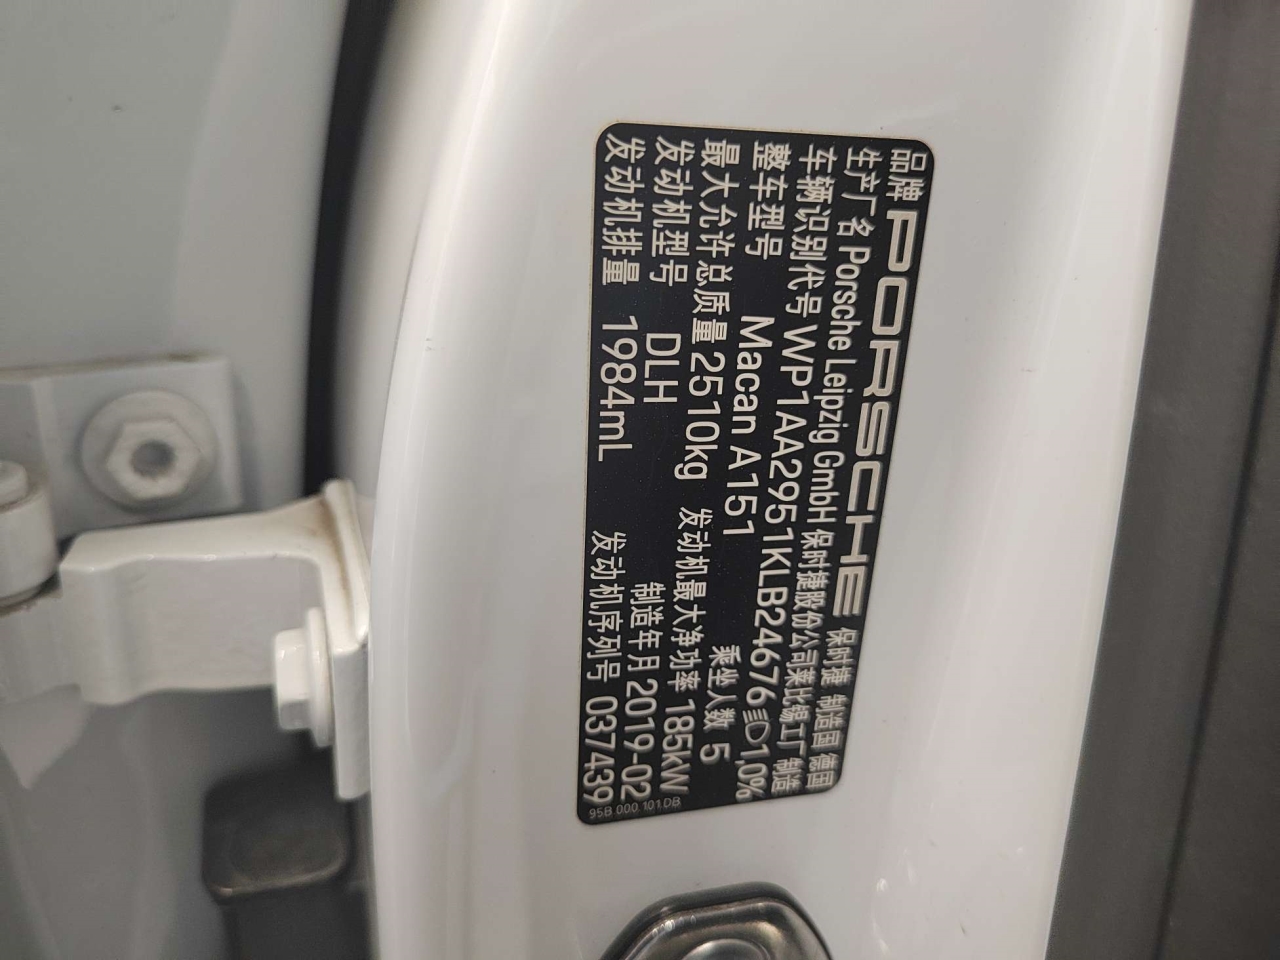 品牌 PORSCHE 保时捷 制造国 德国
生产厂名 Porsche Leipzig GmbH 保时捷股份公司莱比锡工厂 制造
车辆识别代号 WP1AA2951KLB24676 1,0%
整车型号 Macan A151 乘坐人数 5
最大允许总质量 2510kg 发动机最大净功率 185kW
发动机型号 DLH 制造年月 2019-02
发动机排量 1984mL 发动机序列号 037439
95B.000.101.DB